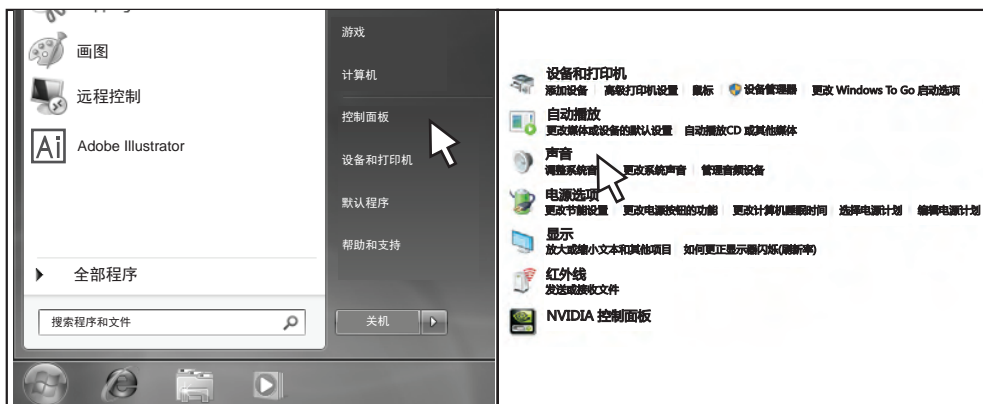 画图
远程控制
Ai Adobe Illustrator
全部程序
搜索程序和文件
游戏
计算机
控制面板
设备和打印机
默认程序
帮助和支持
关机
设备和打印机
添加设备 高级打印机设置 鼠标 设备管理器 更改 Windows To Go 启动选项
自动播放
更改媒体或设备的默认设置 自动播放CD 或其他媒体
声音
调整系统音 更改系统声音 管理音频设备
电源选项
更改节能设置 更改电源按钮的功能 更改计算机睡眠时间 选择电源计划 编辑电源计划
显示
放大或缩小文本和其他项目 如何更正显示器闪烁(刷新率)
红外线
发送或接收文件
NVIDIA 控制面板